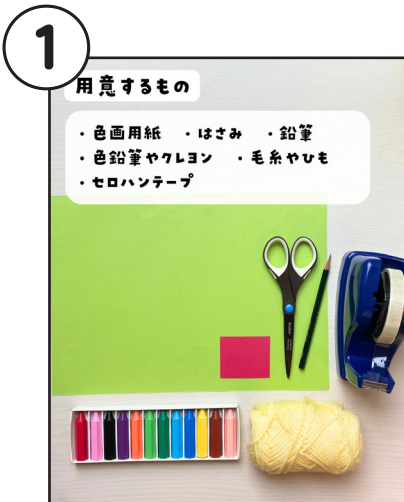 1
用意するもの
・色画用紙 ・はさみ ・鉛筆
・色鉛筆やクレヨン ・毛糸やひも
・セロハンテープ